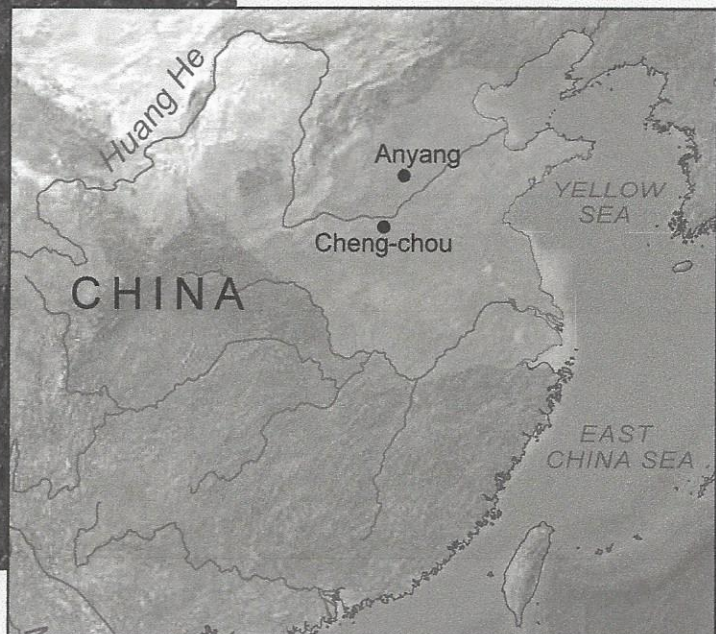 Huang He
Anyang
YELLOW
SEA
Cheng-chou
CHINA
EAST
CHINA SEA